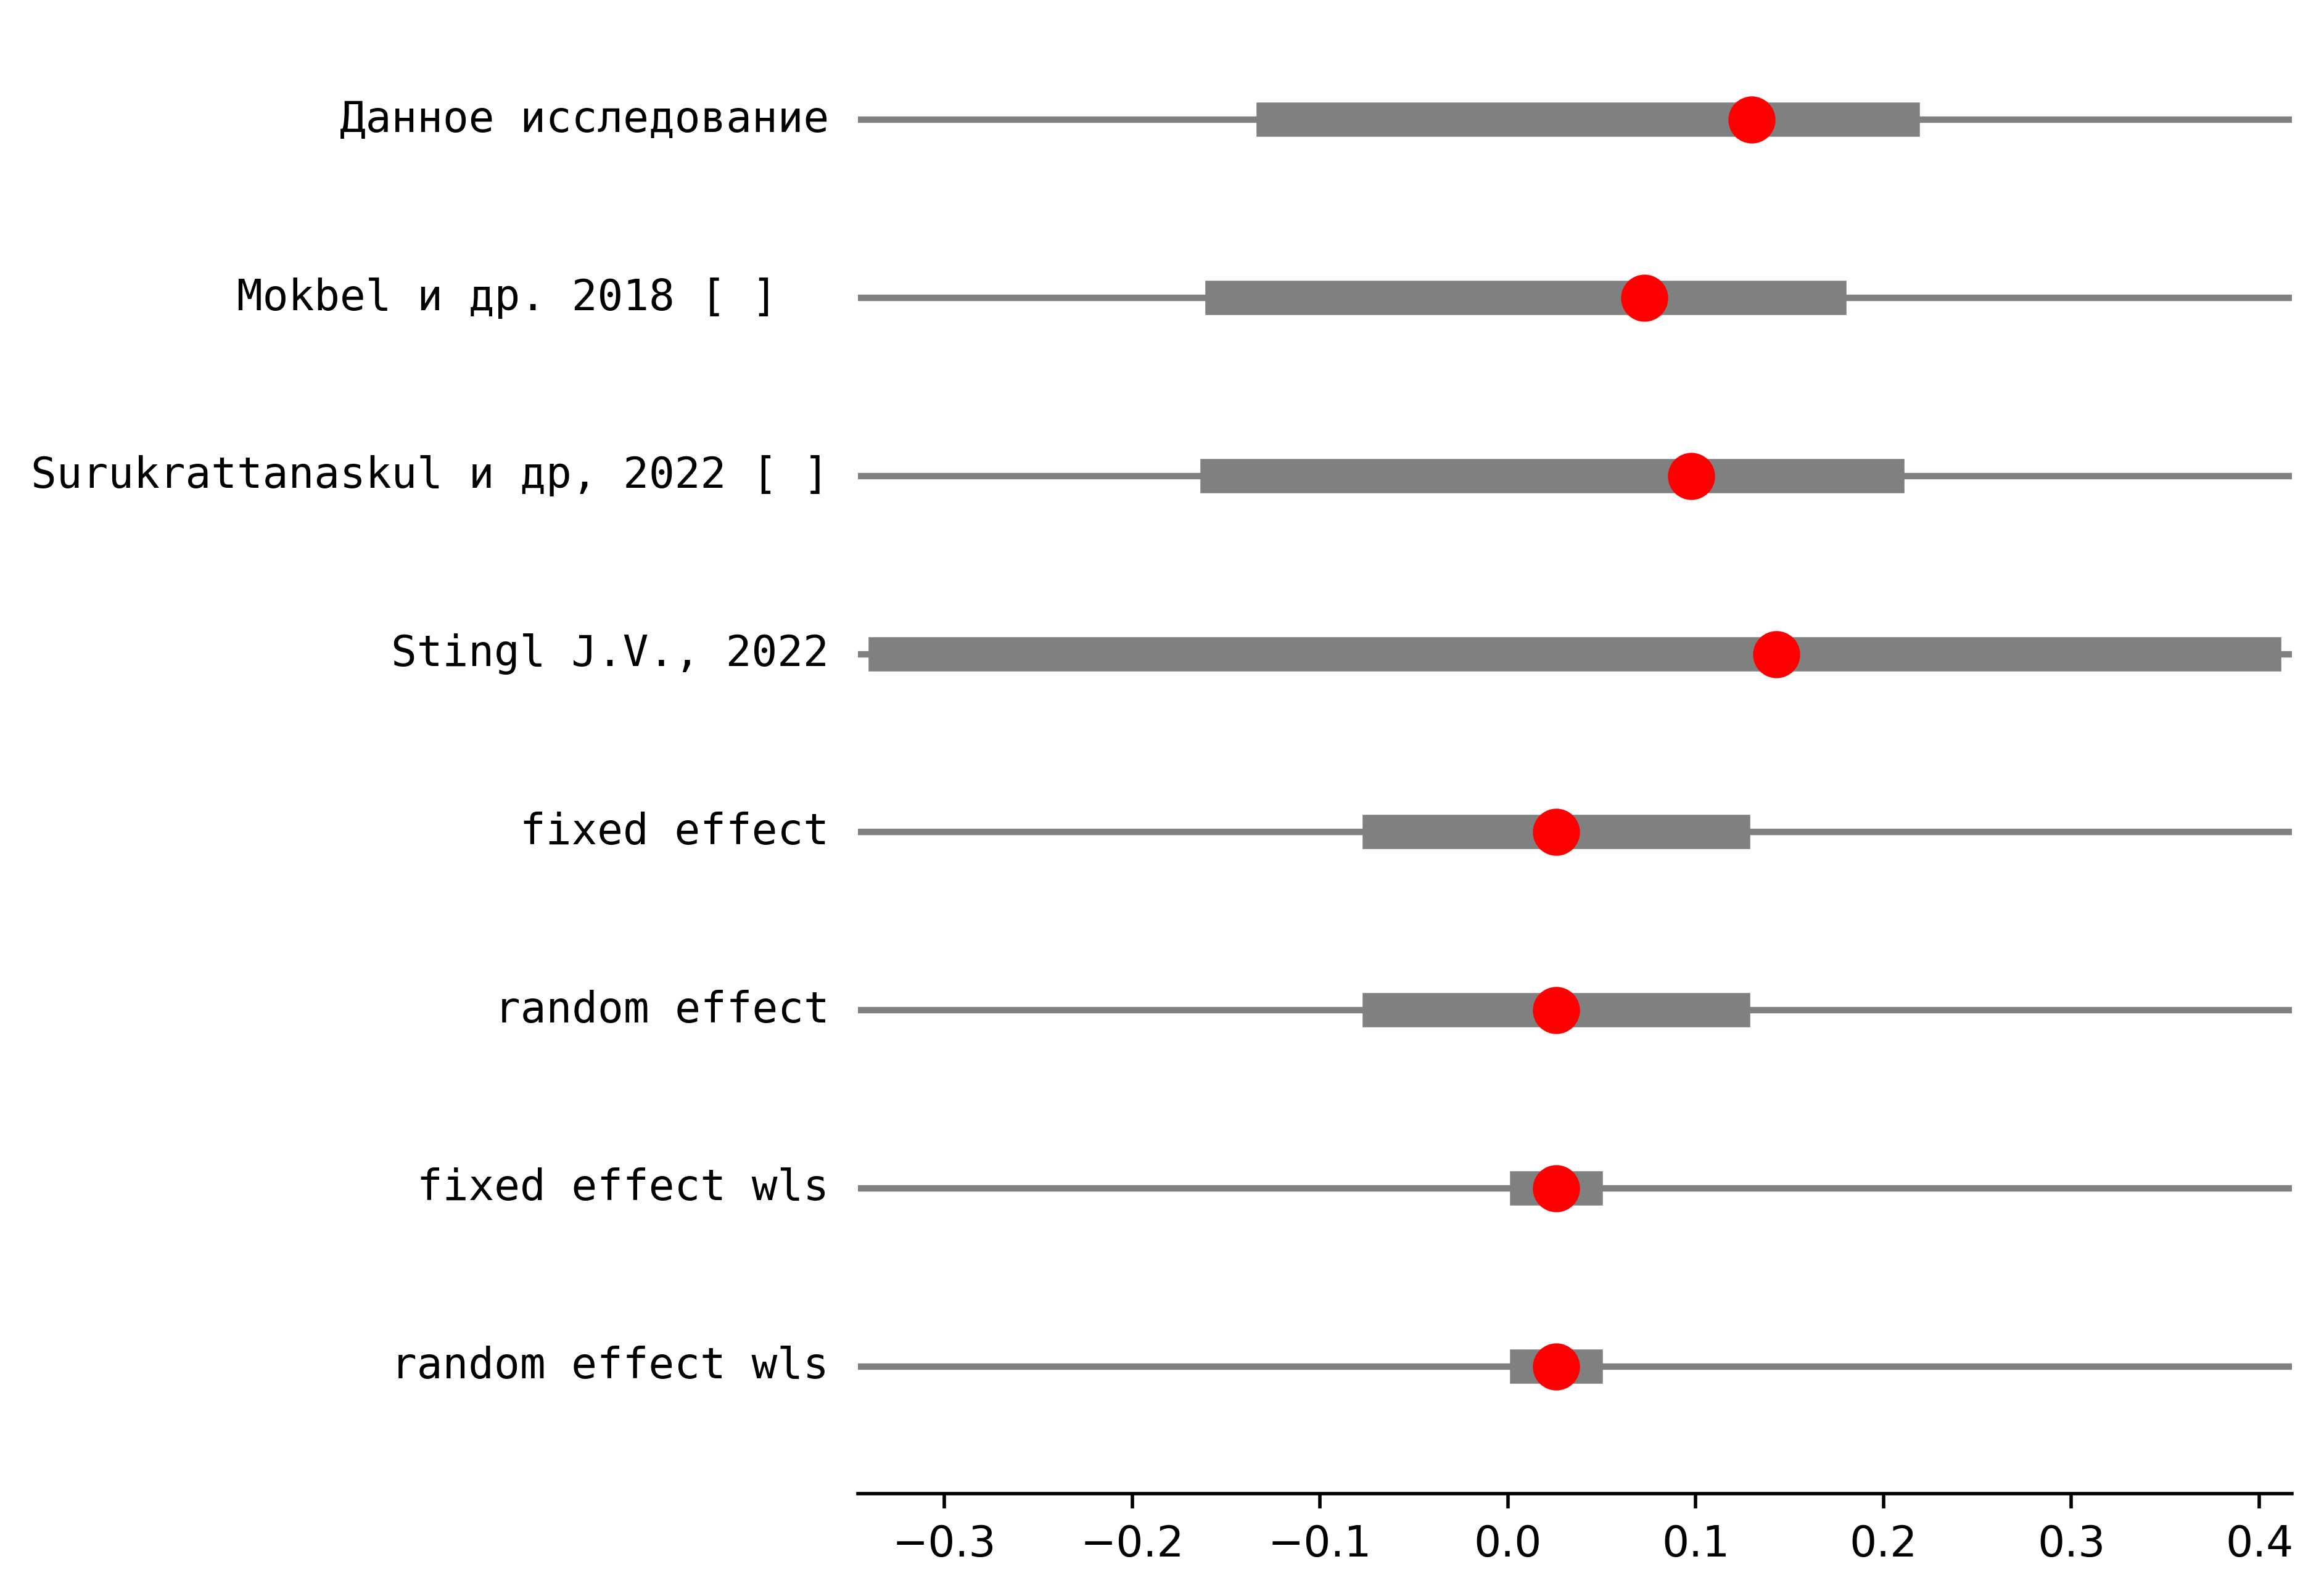 Данное исследование
Mokbel и др. 2018 [ ]
Surukrattanaskul и др, 2022 [ ]
Stingl J.V., 2022
fixed effect
random effect
fixed effect wls
random effect wls
−0.3 −0.2 −0.1 0.0 0.1 0.2 0.3 0.4